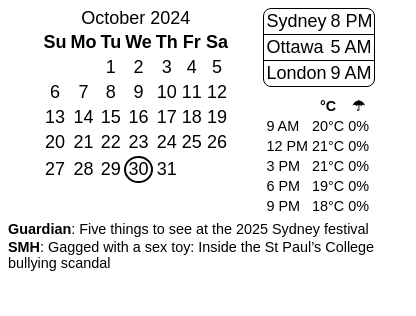 October 2024
Su Mo Tu We Th Fr Sa
1 2 3 4 5
6 7 8 9 10 11 12
13 14 15 16 17 18 19
20 21 22 23 24 25 26
27 28 29 30 31
Sydney 8 PM
Ottawa 5 AM
London 9 AM
°C ☂
9 AM 20°C 0%
12 PM 21°C 0%
3 PM 21°C 0%
6 PM 19°C 0%
9 PM 18°C 0%
Guardian: Five things to see at the 2025 Sydney festival
SMH: Gagged with a sex toy: Inside the St Paul’s College
bullying scandal